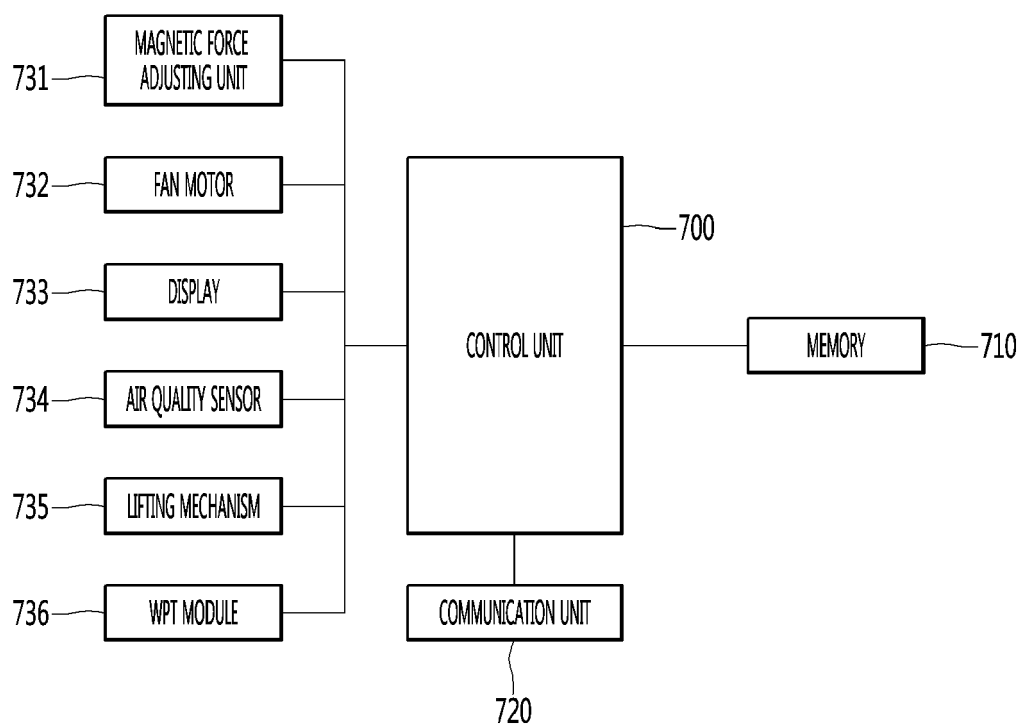 MAGNETIC FORCE
ADJUSTING UNIT
731
FAN MOTOR
732
DISPLAY
733
AIR QUALITY SENSOR
734
LIFTING MECHANISM
735
WPT MODULE
736
CONTROL UNIT
700
MEMORY
710
COMMUNICATION UNIT
720